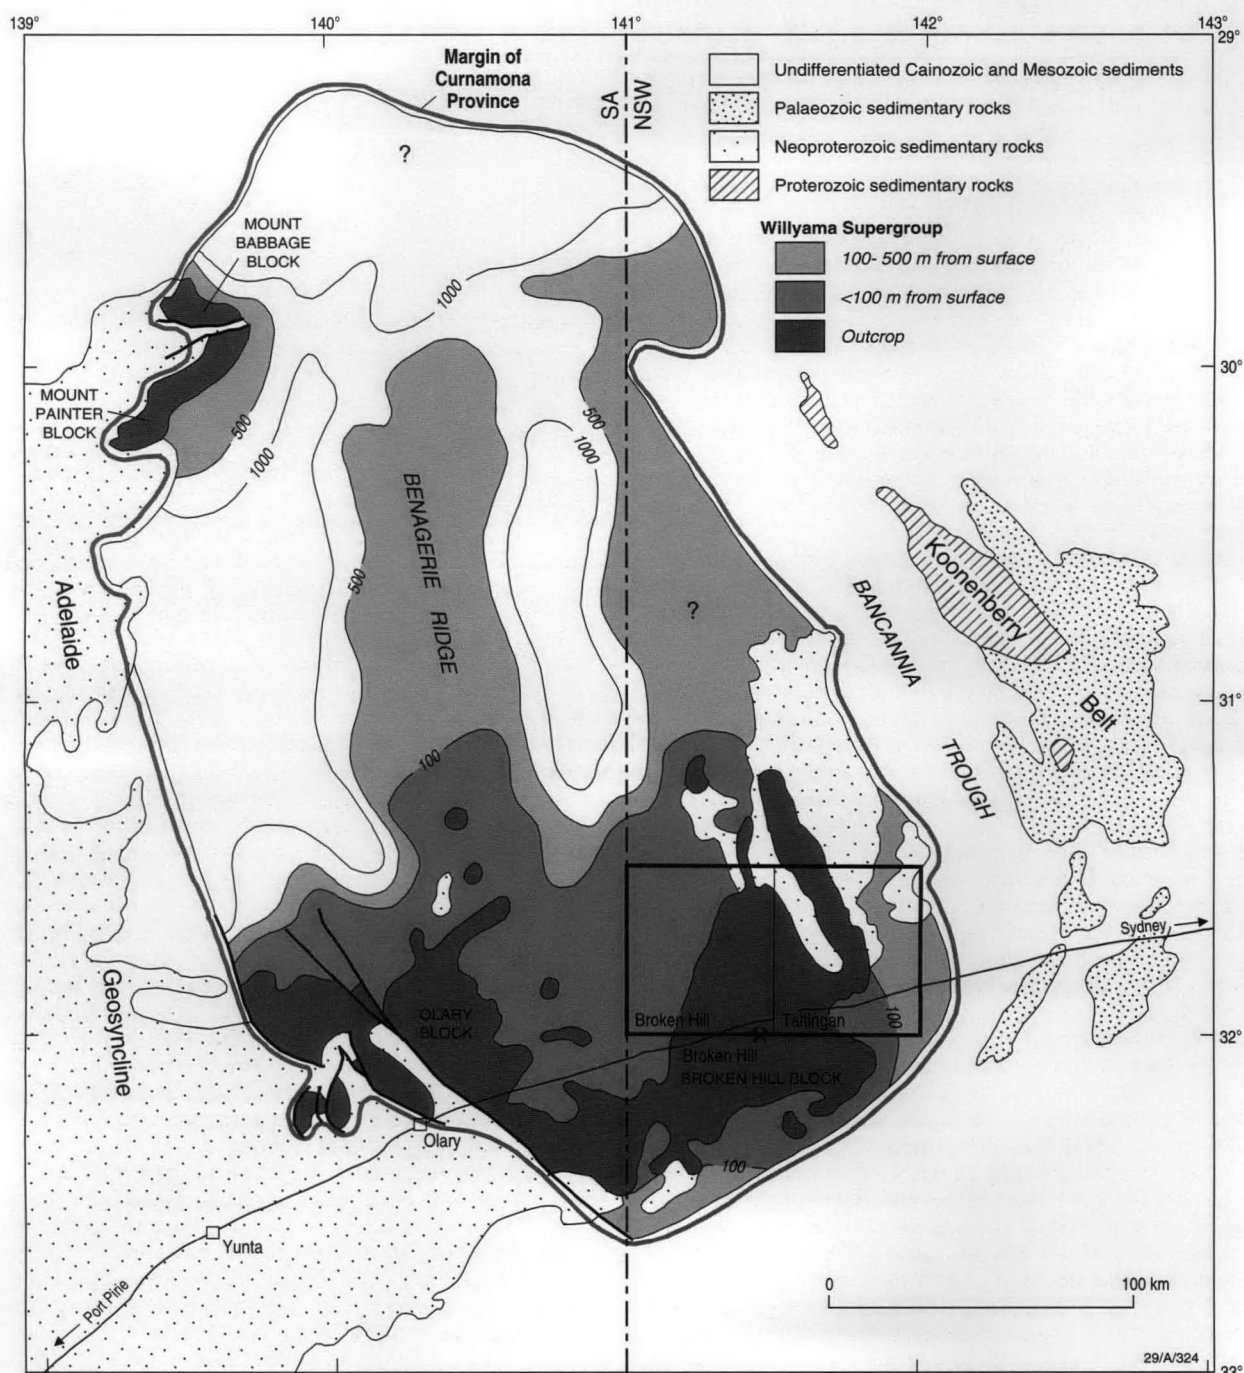 139°
140°
141°
142°
143°
29°
Margin of
Curnamona
Province
SA
NSW
Undifferentiated Cainozoic and Mesozoic sediments
Palaeozoic sedimentary rocks
Neoproterozoic sedimentary rocks
Proterozoic sedimentary rocks
Willyama Supergroup
100- 500 m from surface
<100 m from surface
Outcrop
?
MOUNT
BABBAGE
BLOCK
1000
1000
30°
MOUNT
PAINTER
BLOCK
500
1000
500
1000
BENAGERIE RIDGE
500
?
Koonenberry
Belt
BANCANNIA
TROUGH
Adelaide
Geosyncline
31°
100
Sydney
OLARY
BLOCK
Broken Hill
Taltingan
100
32°
Broken Hill
BROKEN HILL BLOCK
Olary
100
Yunta
Port Pirie
0
100 km
29/A/324
33°